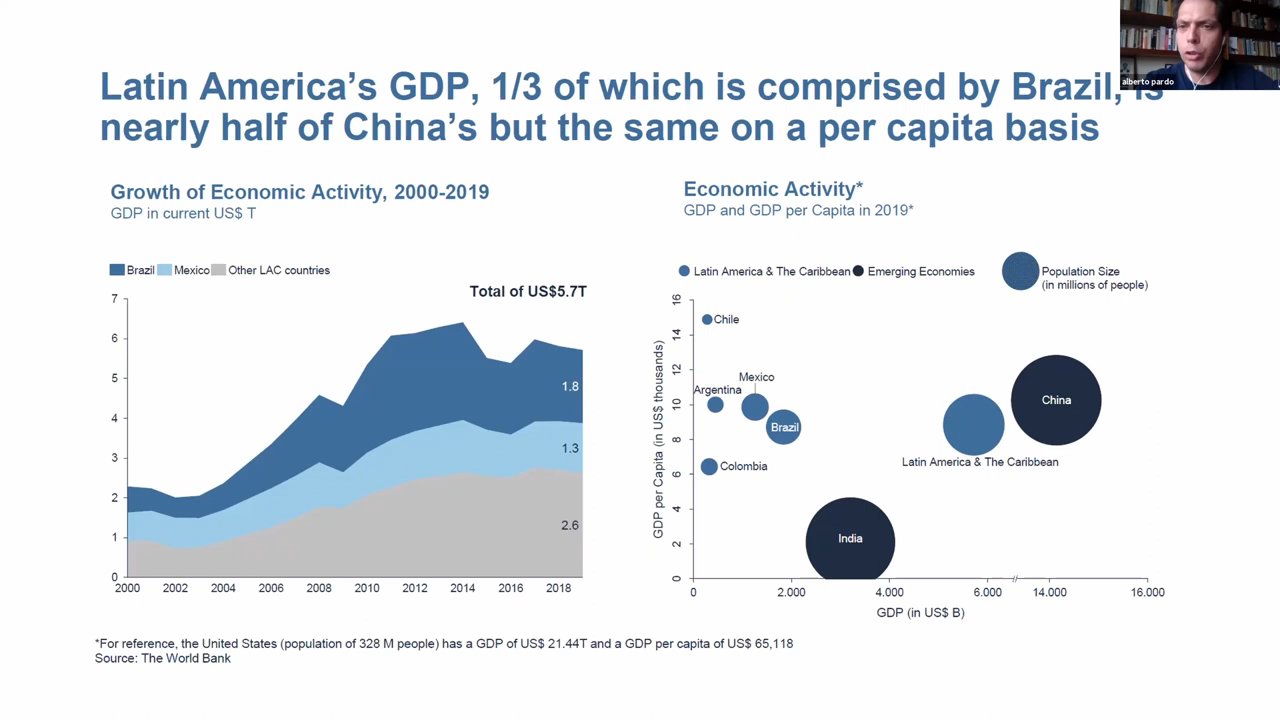 alberto pardo
Latin America's GDP, 1/3 of which is comprised by Brazil, is
nearly half of China's but the same on a per capita basis
Growth of Economic Activity, 2000-2019
GDP in current US$ T
Brazil Mexico Other LAC countries
Total of US$5.7T
7
6
5
4
3
2
1
0
1.8
1.3
2.6
2000 2002 2004 2006 2008 2010 2012 2014 2016 2018
Economic Activity*
GDP and GDP per Capita in 2019*
Latin America & The Caribbean Emerging Economies
Population Size
(in millions of people)
GDP per Capita (in US$ thousands)
16
14
12
10
8
6
4
2
0
Chile
Mexico
Argentina
Brazil
Colombia
China
Latin America & The Caribbean
India
0 2.000 4.000 6.000 14.000 16.000
GDP (in US$ B)
*For reference, the United States (population of 328 M people) has a GDP of US$ 21.44T and a GDP per capita of US$ 65,118
Source: The World Bank